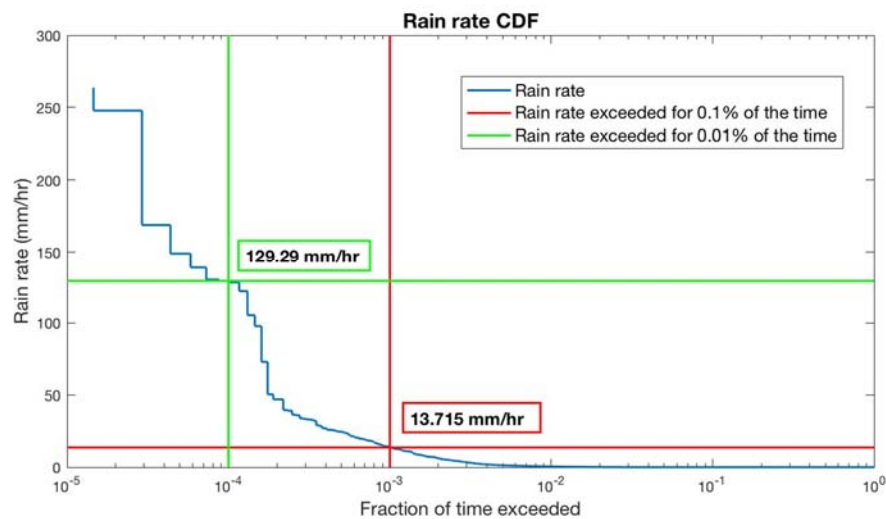 Rain rate CDF
300
250
200
150
100
50
0
Rain rate (mm/hr)
Rain rate
Rain rate exceeded for 0.1% of the time
Rain rate exceeded for 0.01% of the time
129.29 mm/hr
13.715 mm/hr
10-5
10-4
10-3
10-2
10-1
100
Fraction of time exceeded